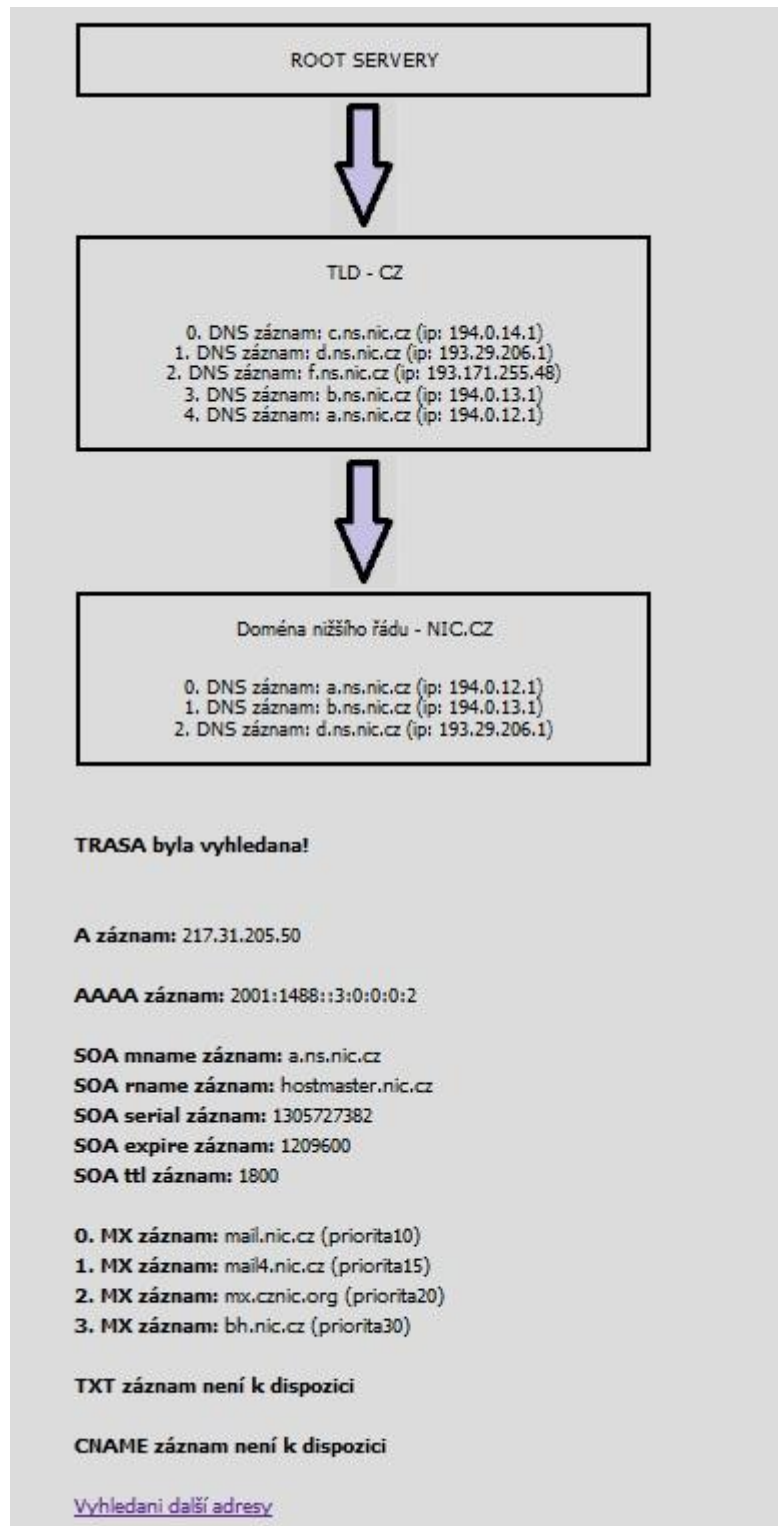 ROOT SERVERY
TLD - CZ
0. DNS záznam: c.ns.nic.cz (ip: 194.0.14.1)
1. DNS záznam: d.ns.nic.cz (ip: 193.29.206.1)
2. DNS záznam: f.ns.nic.cz (ip: 193.171.255.48)
3. DNS záznam: b.ns.nic.cz (ip: 194.0.13.1)
4. DNS záznam: a.ns.nic.cz (ip: 194.0.12.1)
Doména nižšího řádu - NIC.CZ
0. DNS záznam: a.ns.nic.cz (ip: 194.0.12.1)
1. DNS záznam: b.ns.nic.cz (ip: 194.0.13.1)
2. DNS záznam: d.ns.nic.cz (ip: 193.29.206.1)
TRASA byla vyhledana!
A záznam: 217.31.205.50
AAAA záznam: 2001:1488::3:0:0:0:2
SOA mname záznam: a.ns.nic.cz
SOA rname záznam: hostmaster.nic.cz
SOA serial záznam: 1305727382
SOA expire záznam: 1209600
SOA ttl záznam: 1800
0. MX záznam: mail.nic.cz (priorita10)
1. MX záznam: mail4.nic.cz (priorita15)
2. MX záznam: mx.cznic.org (priorita20)
3. MX záznam: bh.nic.cz (priorita30)
TXT záznam není k dispozici
CNAME záznam není k dispozici
Vyhledani další adresy